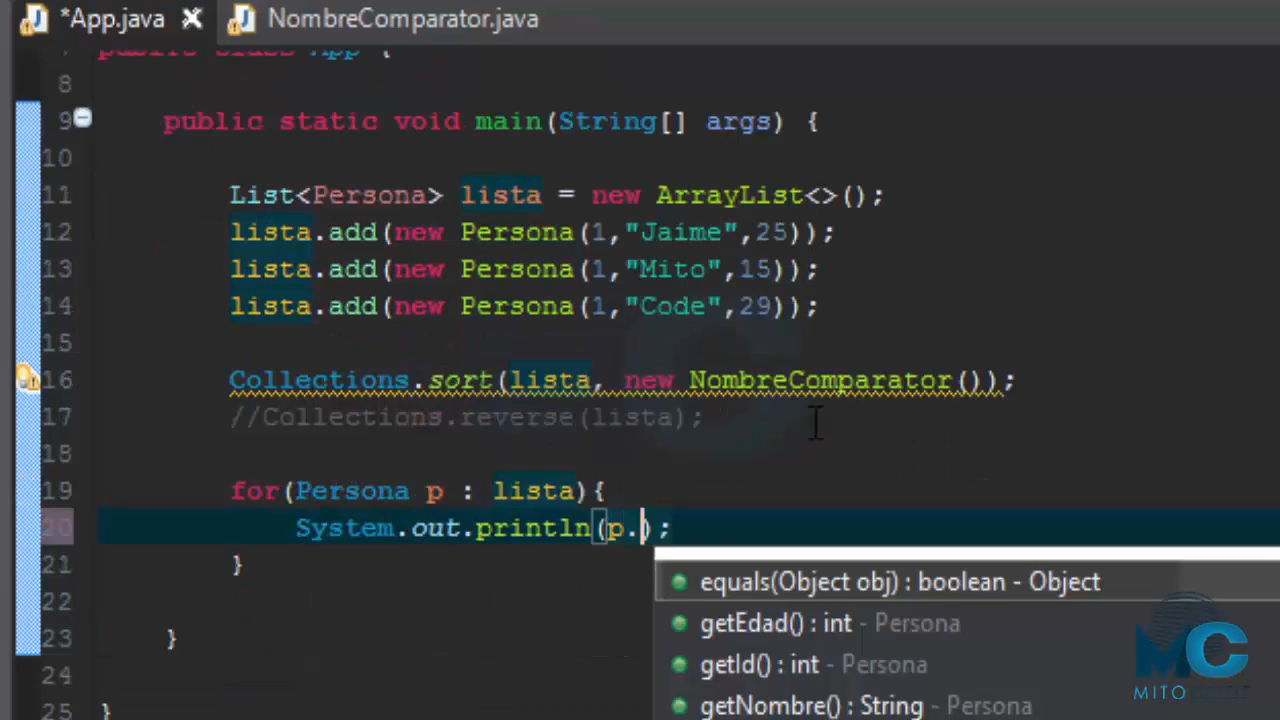 *App.java NombreComparator.java
public class App {
8
9 public static void main(String[] args) {
10
11 List<Persona> lista = new ArrayList<>();
12 lista.add(new Persona(1,"Jaime",25));
13 lista.add(new Persona(1,"Mito",15));
14 lista.add(new Persona(1,"Code",29));
15
16 Collections.sort(lista, new NombreComparator());
17 //Collections.reverse(lista);
18
19 for(Persona p : lista){
20 System.out.println(p.);
21 }
22
23 }
24
25 }
equals(Object obj) : boolean - Object
getEdad() : int - Persona
getId() : int - Persona
getNombre() : String - Persona
MC
MITOCODE